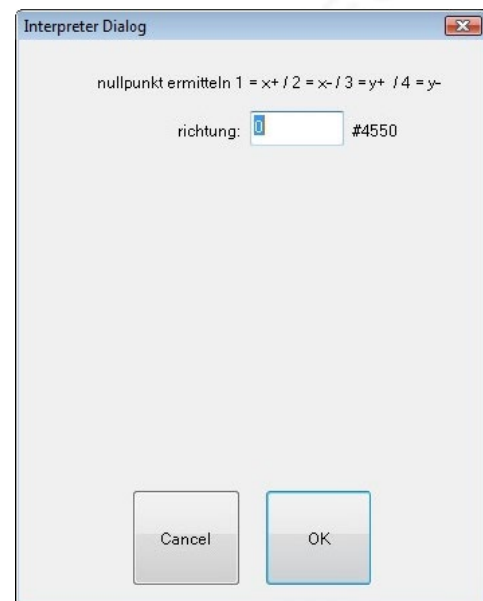 Interpreter Dialog
nullpunkt ermitteln 1 = x+ / 2 = x- / 3 = y+ / 4 = y-
richtung: 0 #4550
Cancel OK